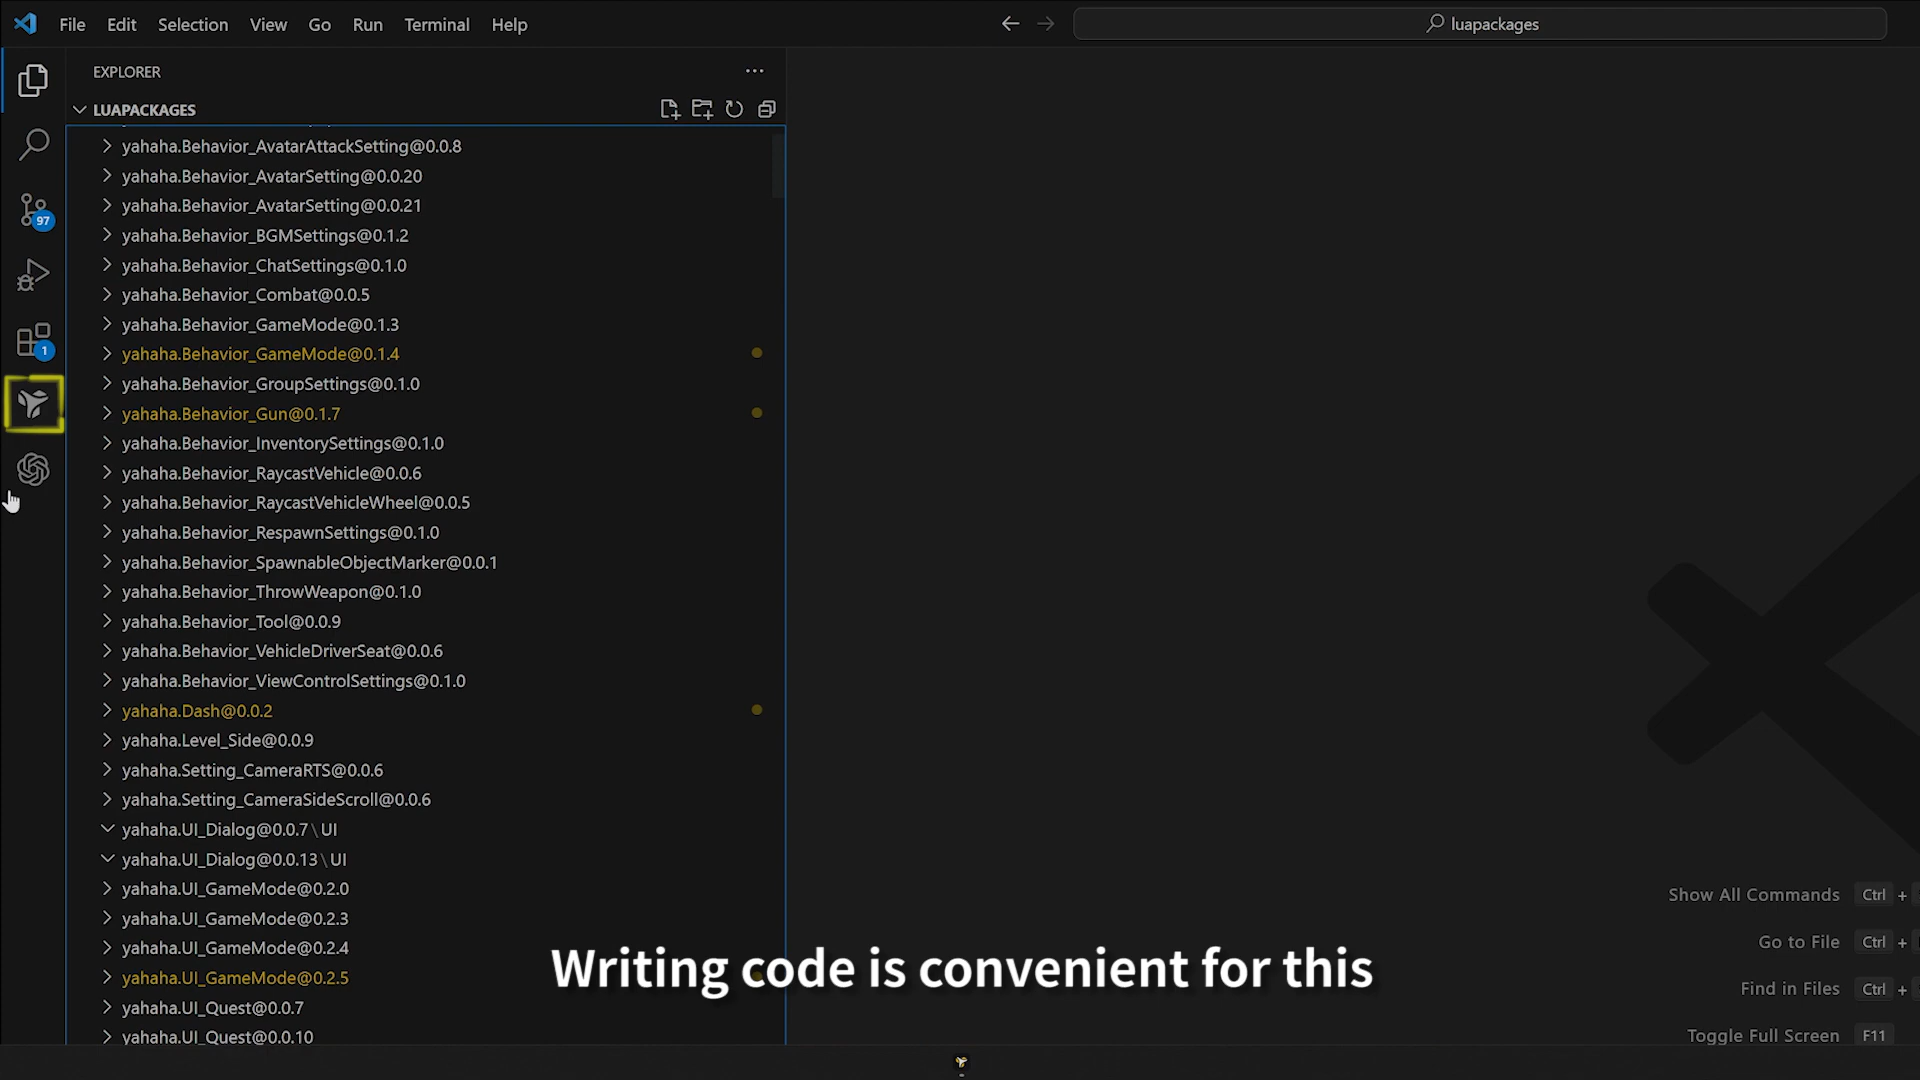 File Edit Selection View Go Run Terminal Help
luapackages
EXPLORER
LUAPACKAGES
yahaha.Behavior_AvatarAttackSetting@0.0.8
yahaha.Behavior_AvatarSetting@0.0.20
yahaha.Behavior_AvatarSetting@0.0.21
yahaha.Behavior_BGMSettings@0.1.2
yahaha.Behavior_ChatSettings@0.1.0
yahaha.Behavior_Combat@0.0.5
yahaha.Behavior_GameMode@0.1.3
yahaha.Behavior_GameMode@0.1.4
yahaha.Behavior_GroupSettings@0.1.0
yahaha.Behavior_Gun@0.1.7
yahaha.Behavior_InventorySettings@0.1.0
yahaha.Behavior_RaycastVehicle@0.0.6
yahaha.Behavior_RaycastVehicleWheel@0.0.5
yahaha.Behavior_RespawnSettings@0.1.0
yahaha.Behavior_SpawnableObjectMarker@0.0.1
yahaha.Behavior_ThrowWeapon@0.1.0
yahaha.Behavior_Tool@0.0.9
yahaha.Behavior_VehicleDriverSeat@0.0.6
yahaha.Behavior_ViewControlSettings@0.1.0
yahaha.Dash@0.0.2
yahaha.Level_Side@0.0.9
yahaha.Setting_CameraRTS@0.0.6
yahaha.Setting_CameraSideScroll@0.0.6
yahaha.UI_Dialog@0.0.7\UI
yahaha.UI_Dialog@0.0.13\UI
yahaha.UI_GameMode@0.2.0
yahaha.UI_GameMode@0.2.3
yahaha.UI_GameMode@0.2.4
yahaha.UI_GameMode@0.2.5
yahaha.UI_Quest@0.0.7
yahaha.UI_Quest@0.0.10
97
1
Show All Commands Ctrl +
Go to File Ctrl +
Find in Files Ctrl +
Toggle Full Screen F11
Writing code is convenient for this